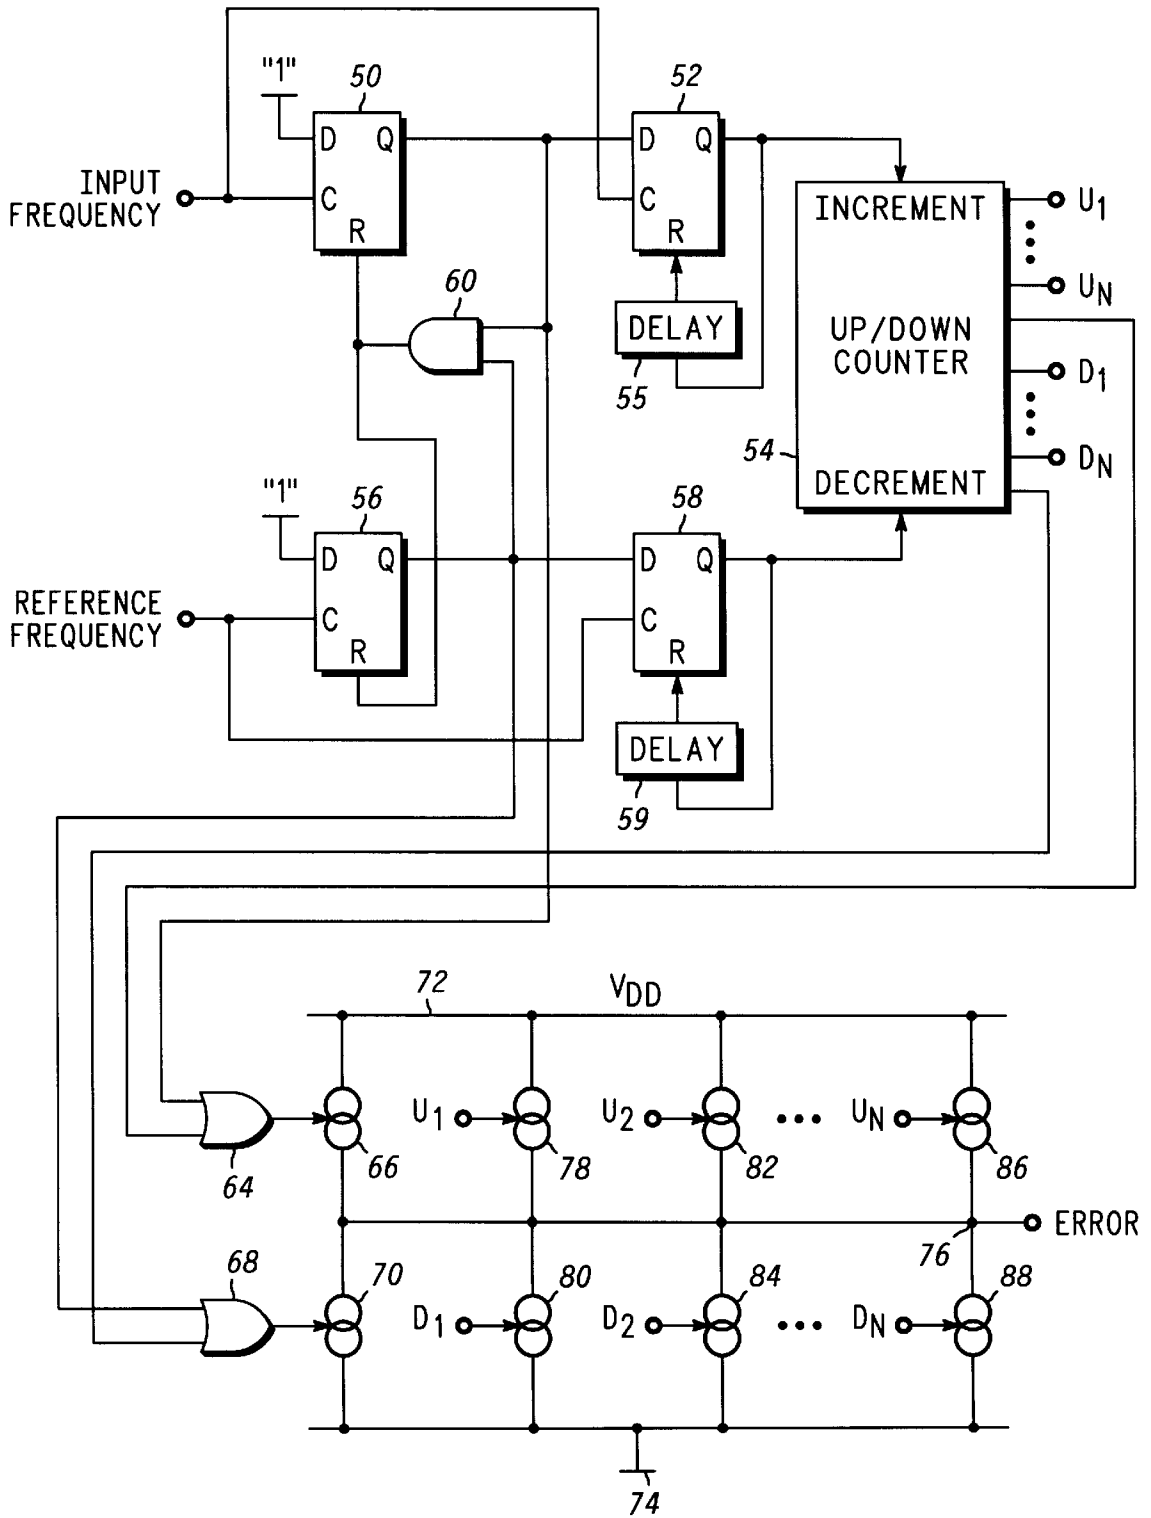 "1"
50
52
D
Q
D
Q
INPUT
FREQUENCY
C
C
R
R
INCREMENT
U1
UN
60
DELAY
55
UP/DOWN
COUNTER
D1
DN
54
DECREMENT
"1"
56
58
D
Q
D
Q
REFERENCE
FREQUENCY
C
C
R
R
DELAY
59
72
VDD
U1
U2
UN
64
66
78
82
86
76
ERROR
68
70
80
84
88
D1
D2
DN
74